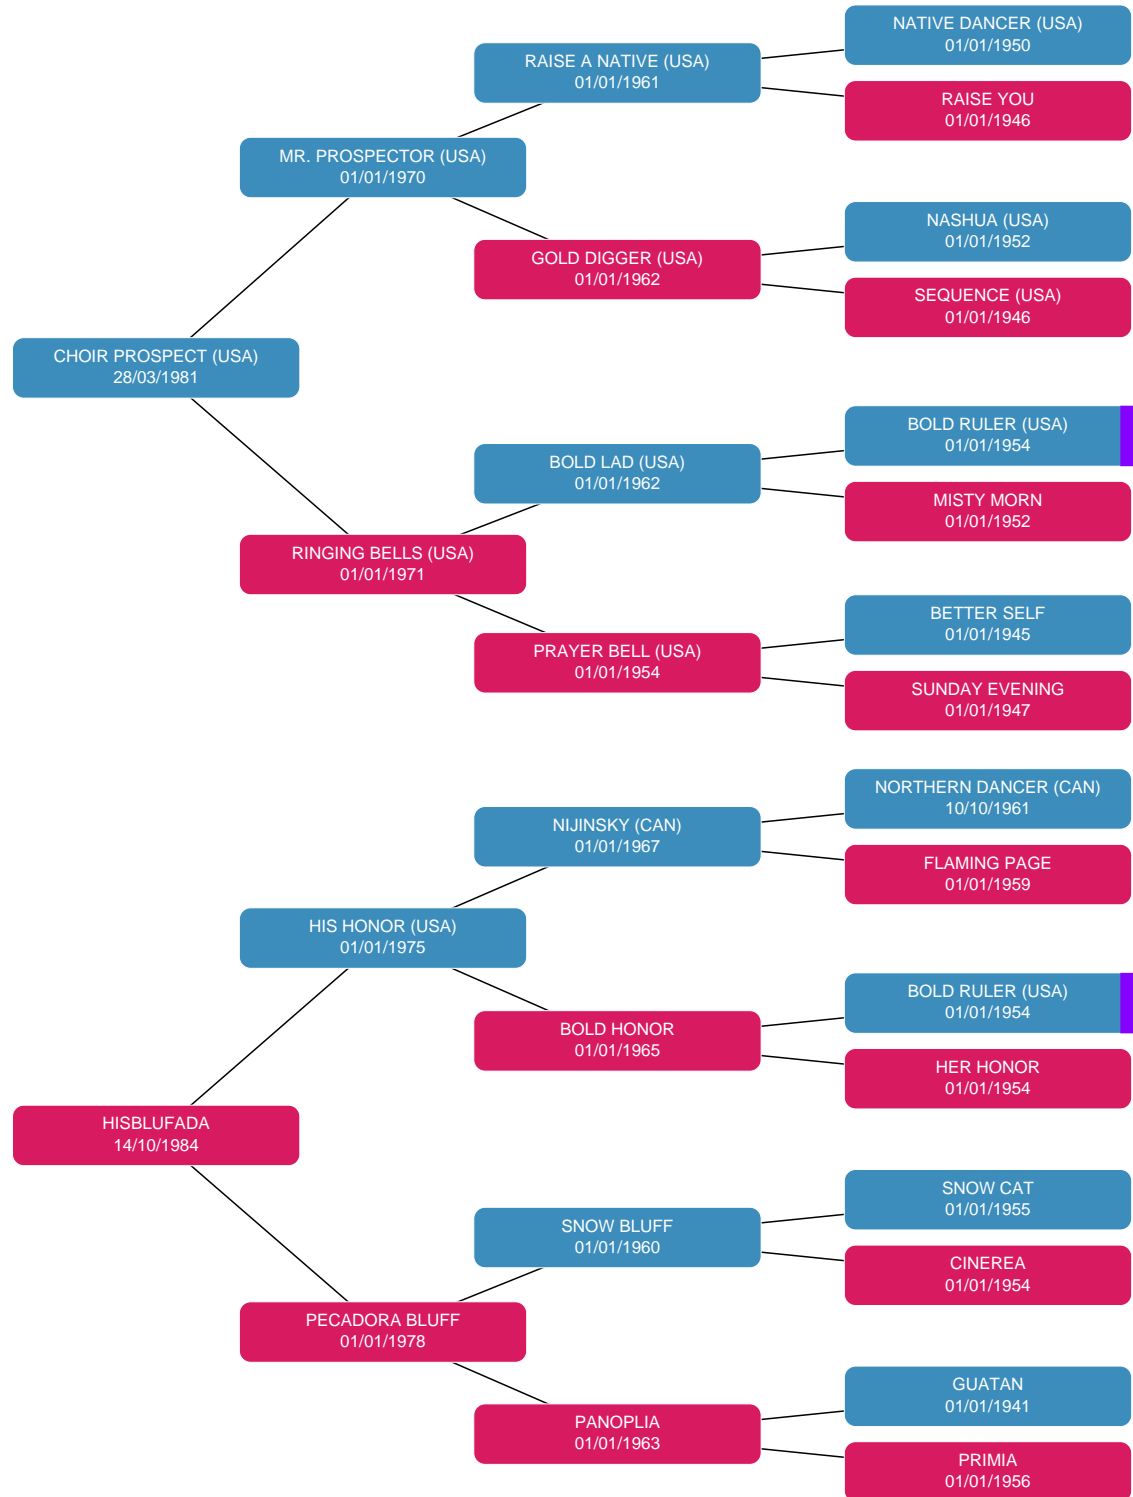 NATIVE DANCER (USA)
01/01/1950
RAISE A NATIVE (USA)
01/01/1961
RAISE YOU
01/01/1946
MR. PROSPECTOR (USA)
01/01/1970
NASHUA (USA)
01/01/1952
GOLD DIGGER (USA)
01/01/1962
SEQUENCE (USA)
01/01/1946
CHOIR PROSPECT (USA)
28/03/1981
BOLD RULER (USA)
01/01/1954
BOLD LAD (USA)
01/01/1962
MISTY MORN
01/01/1952
RINGING BELLS (USA)
01/01/1971
BETTER SELF
01/01/1945
PRAYER BELL (USA)
01/01/1954
SUNDAY EVENING
01/01/1947
NORTHERN DANCER (CAN)
10/10/1961
NIJINSKY (CAN)
01/01/1967
FLAMING PAGE
01/01/1959
HIS HONOR (USA)
01/01/1975
BOLD RULER (USA)
01/01/1954
BOLD HONOR
01/01/1965
HER HONOR
01/01/1954
HISBLUFADA
14/10/1984
SNOW CAT
01/01/1955
SNOW BLUFF
01/01/1960
CINEREA
01/01/1954
PECADORA BLUFF
01/01/1978
GUATAN
01/01/1941
PANOPLIA
01/01/1963
PRIMIA
01/01/1956